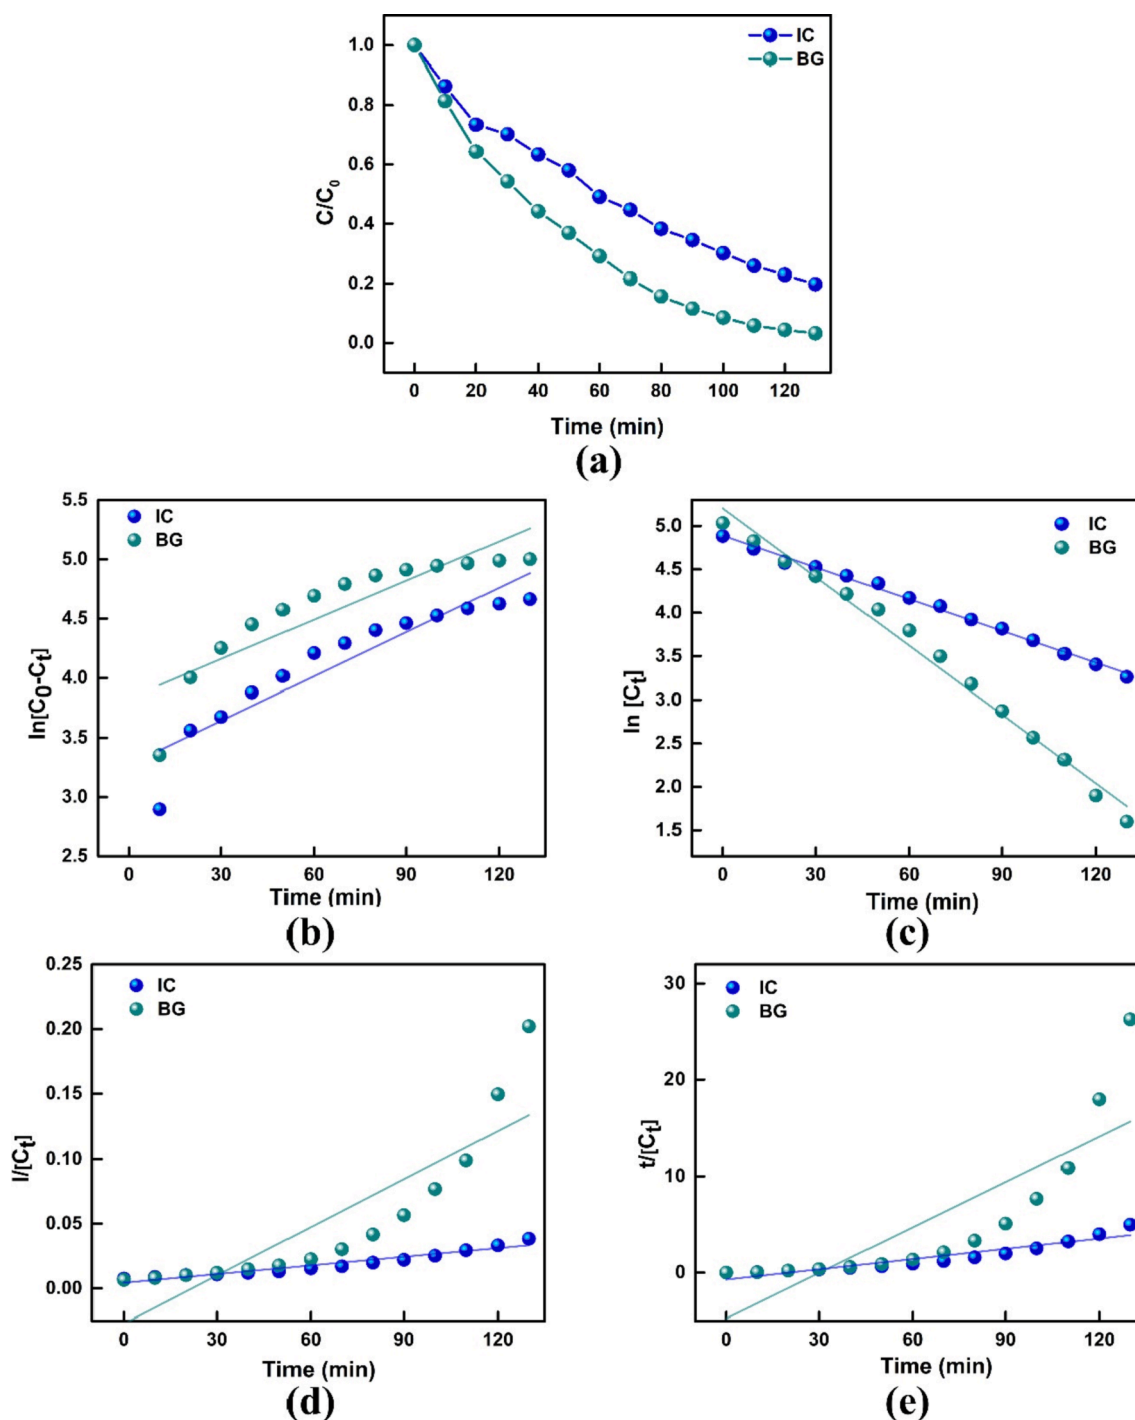 IC
BG
1.0
0.8
0.6
0.4
0.2
0.0
C/C0
0 20 40 60 80 100 120
Time (min)
(a)
IC
BG
5.5
5.0
4.5
4.0
3.5
3.0
2.5
ln[C0-Ct]
0 30 60 90 120
Time (min)
(b)
IC
BG
5.0
4.5
4.0
3.5
3.0
2.5
2.0
1.5
ln [Ct]
0 30 60 90 120
Time (min)
(c)
IC
BG
0.25
0.20
0.15
0.10
0.05
0.00
I/[Ct]
0 30 60 90 120
Time (min)
(d)
IC
BG
30
20
10
0
t/[Ct]
0 30 60 90 120
Time (min)
(e)